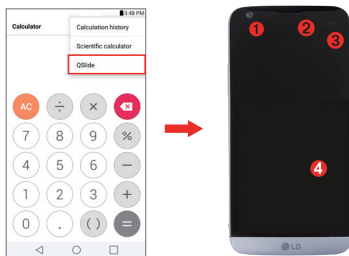 3:48 PM
Calculator
Calculation history
Scientific calculator
QSlide
AC ÷ ×
7 8 9 %
4 5 6 −
1 2 3 +
0 . ( ) =
1 2
3
4
LG